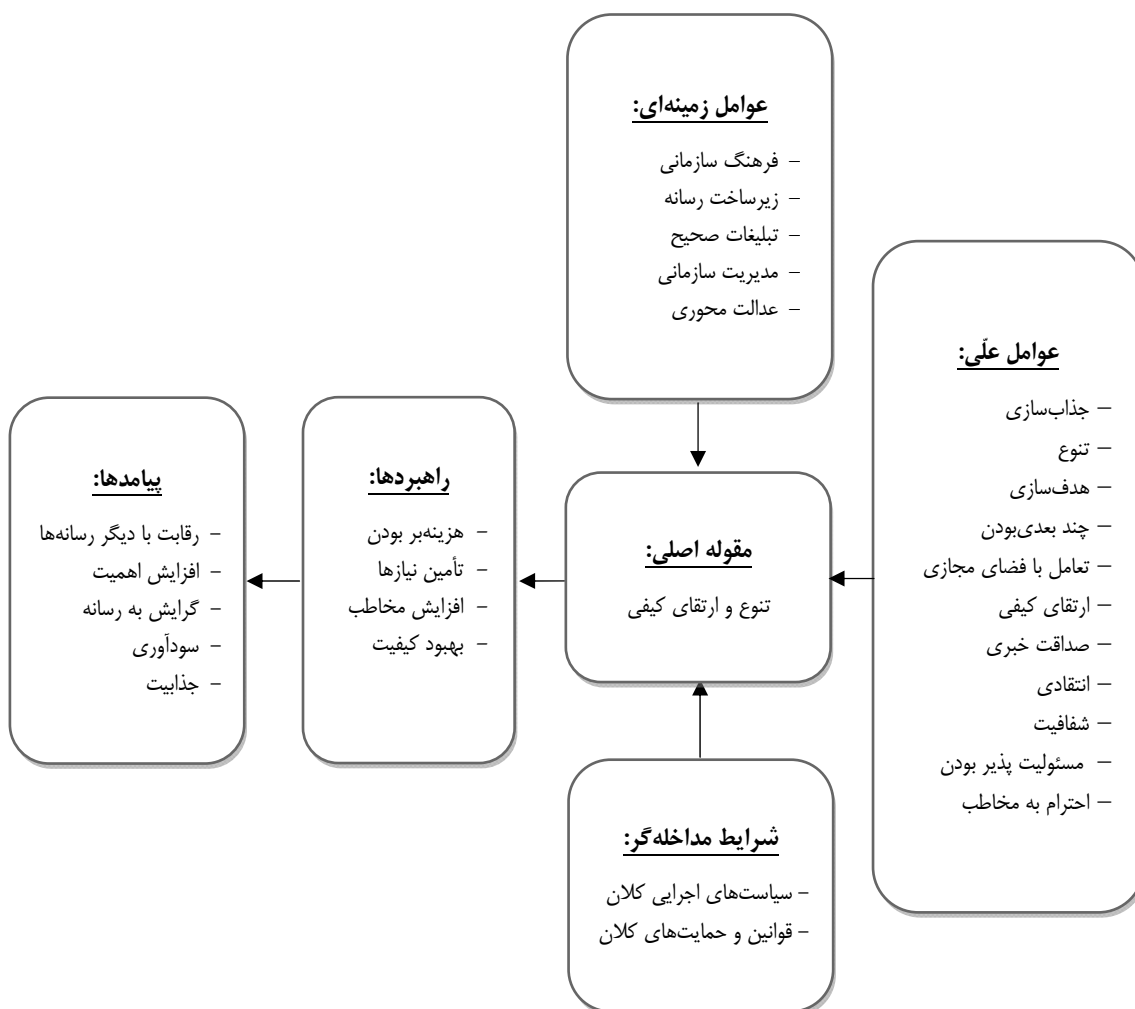 عوامل زمینه‌ای:
– فرهنگ سازمانی
– زیرساخت رسانه
– تبلیغات صحیح
– مدیریت سازمانی
– عدالت محوری
عوامل علّی:
– جذاب‌سازی
– تنوع
– هدف‌سازی
– چند بعدی‌بودن
– تعامل با فضای مجازی
– ارتقای کیفی
– صداقت خبری
– انتقادی
– شفافیت
– مسئولیت پذیر بودن
– احترام به مخاطب
مقوله اصلی:
تنوع و ارتقای کیفی
راهبردها:
- هزینه‌بر بودن
- تأمین نیازها
- افزایش مخاطب
- بهبود کیفیت
پیامدها:
- رقابت با دیگر رسانه‌ها
- افزایش اهمیت
- گرایش به رسانه
- سودآوری
- جذابیت
شرایط مداخله‌گر:
– سیاست‌های اجرایی کلان
– قوانین و حمایت‌های کلان